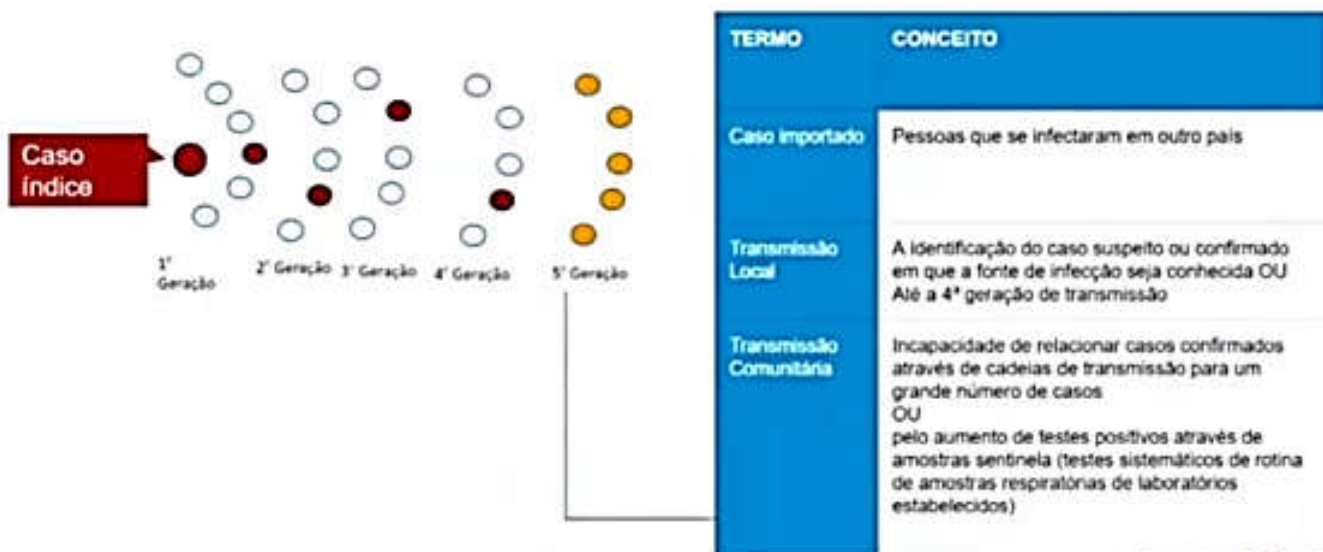 Caso
índice
1ª
Geração
2ª Geração
3ª Geração
4ª Geração
5ª Geração
TERMO
CONCEITO
Caso importado
Pessoas que se infectaram em outro país
Transmissão
Local
A identificação do caso suspeito ou confirmado
em que a fonte de infecção seja conhecida OU
Até a 4ª geração de transmissão
Transmissão
Comunitária
Incapacidade de relacionar casos confirmados
através de cadeias de transmissão para um
grande número de casos
OU
pelo aumento de testes positivos através de
amostras sentinela (testes sistemáticos de rotina
de amostras respiratórias de laboratórios
estabelecidos)